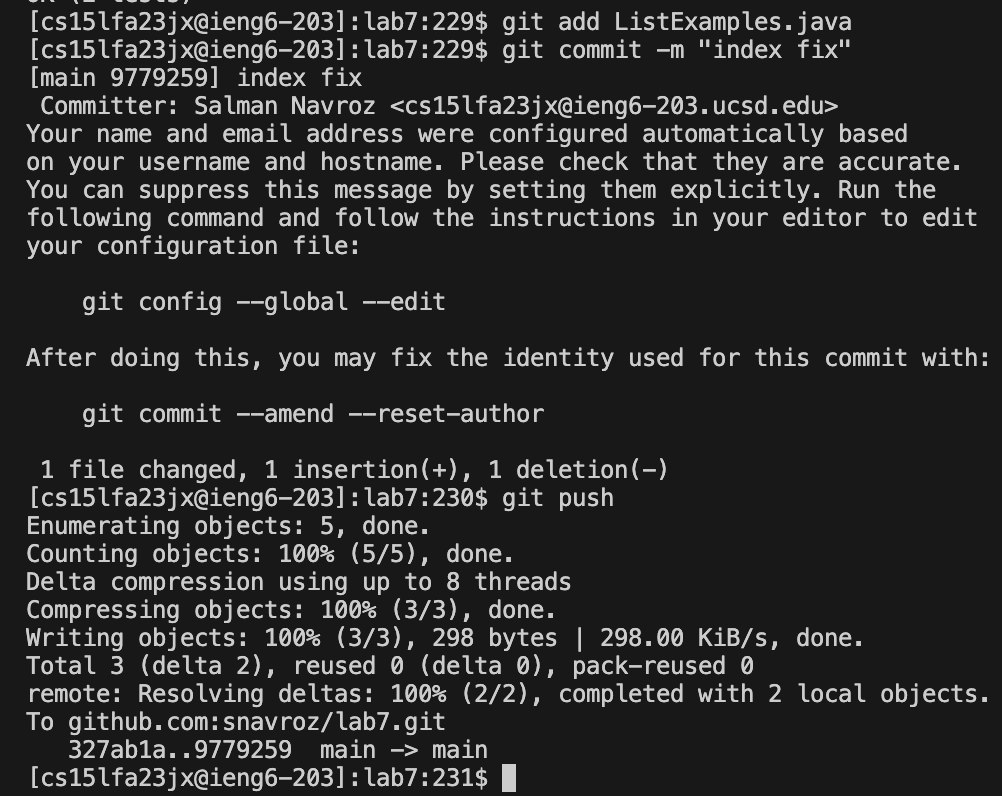 [cs15lfa23jx@ieng6-203]:lab7:229$ git add ListExamples.java
[cs15lfa23jx@ieng6-203]:lab7:229$ git commit -m "index fix"
[main 9779259] index fix
 Committer: Salman Navroz <cs15lfa23jx@ieng6-203.ucsd.edu>
Your name and email address were configured automatically based
on your username and hostname. Please check that they are accurate.
You can suppress this message by setting them explicitly. Run the
following command and follow the instructions in your editor to edit
your configuration file:

    git config --global --edit

After doing this, you may fix the identity used for this commit with:

    git commit --amend --reset-author

 1 file changed, 1 insertion(+), 1 deletion(-)
[cs15lfa23jx@ieng6-203]:lab7:230$ git push
Enumerating objects: 5, done.
Counting objects: 100% (5/5), done.
Delta compression using up to 8 threads
Compressing objects: 100% (3/3), done.
Writing objects: 100% (3/3), 298 bytes | 298.00 KiB/s, done.
Total 3 (delta 2), reused 0 (delta 0), pack-reused 0
remote: Resolving deltas: 100% (2/2), completed with 2 local objects.
To github.com:snavroz/lab7.git
   327ab1a..9779259  main -> main
[cs15lfa23jx@ieng6-203]:lab7:231$